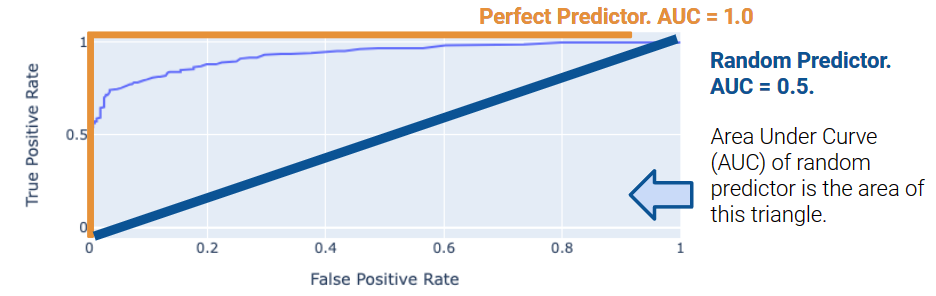 Perfect Predictor. AUC = 1.0
True Positive Rate
1
0.5
0
0 0.2 0.4 0.6 0.8 1
False Positive Rate
Random Predictor.
AUC = 0.5.
Area Under Curve
(AUC) of random
predictor is the area of
this triangle.